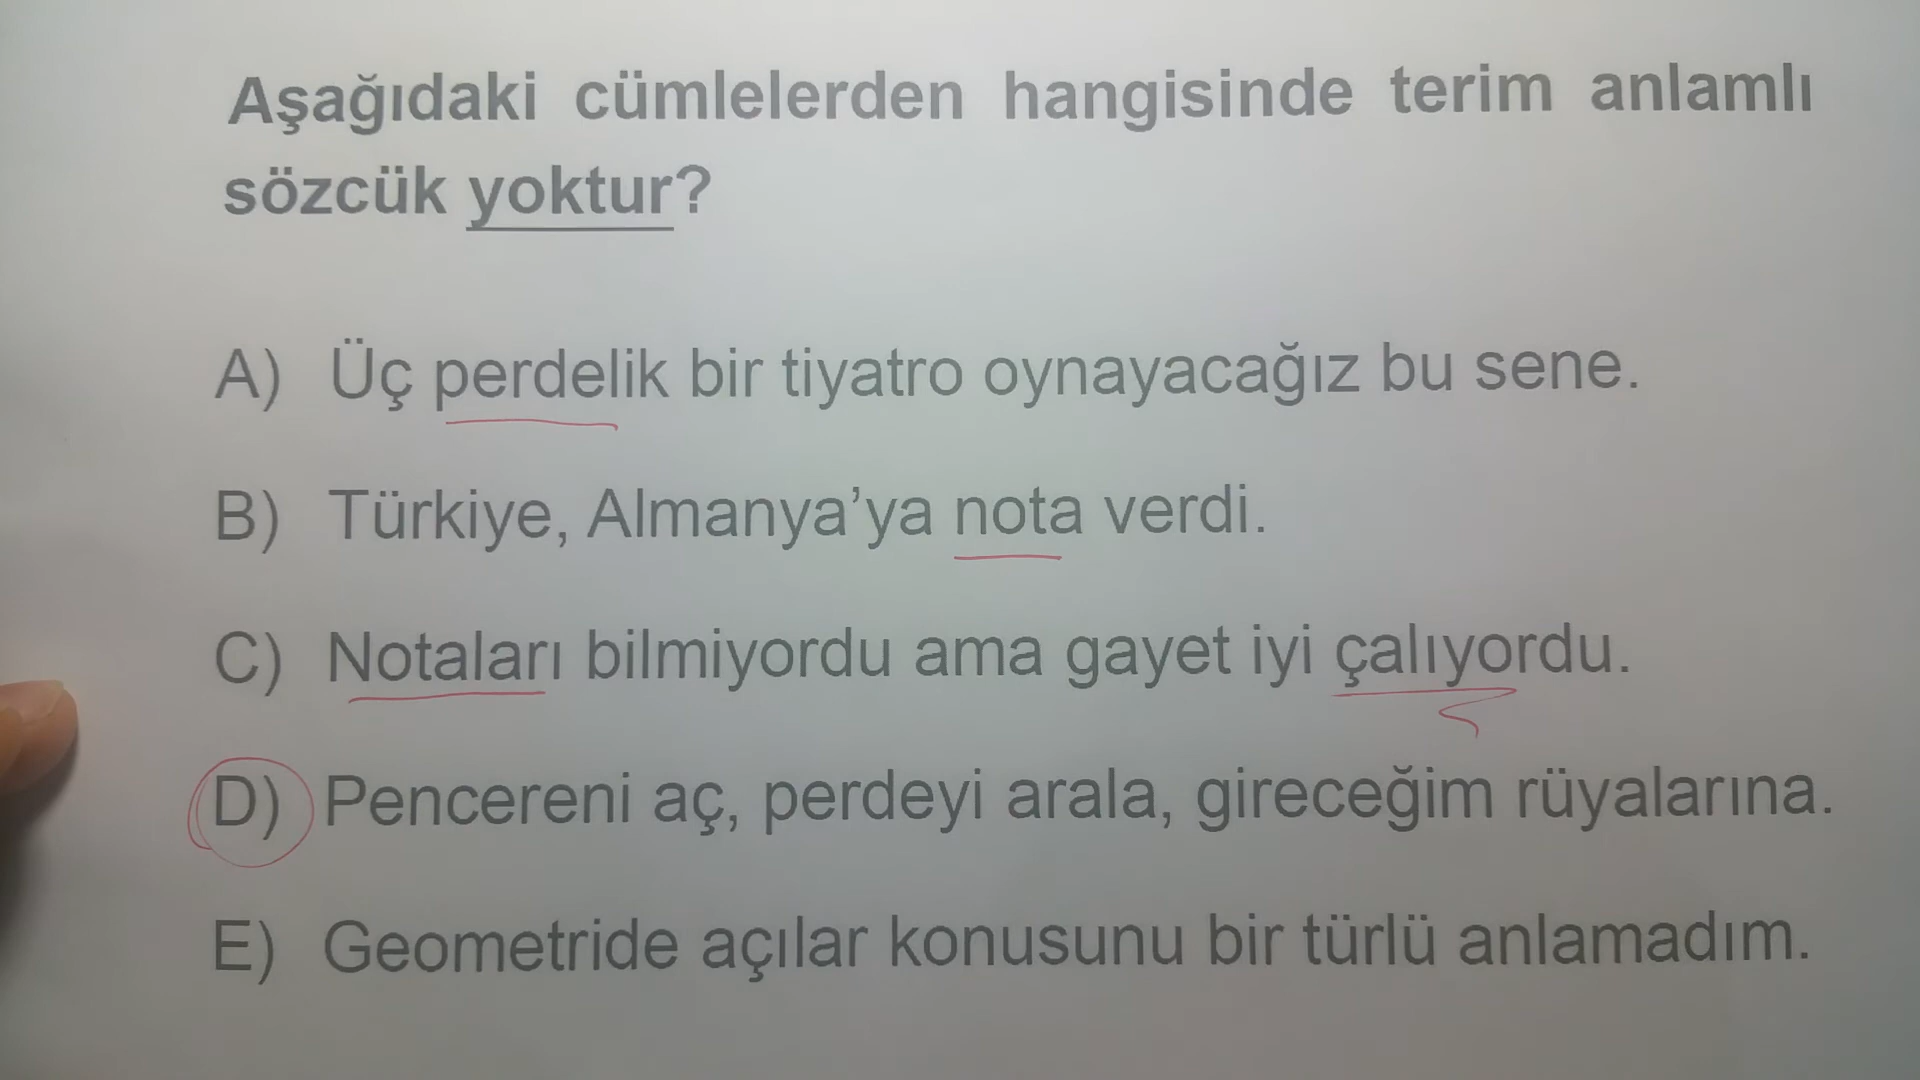 Aşağıdaki cümlelerden hangisinde terim anlamlı
sözcük yoktur?
A) Üç perdelik bir tiyatro oynayacağız bu sene.
B) Türkiye, Almanya’ya nota verdi.
C) Notaları bilmiyordu ama gayet iyi çalıyordu.
D) Pencereni aç, perdeyi arala, gireceğim rüyalarına.
E) Geometride açılar konusunu bir türlü anlamadım.